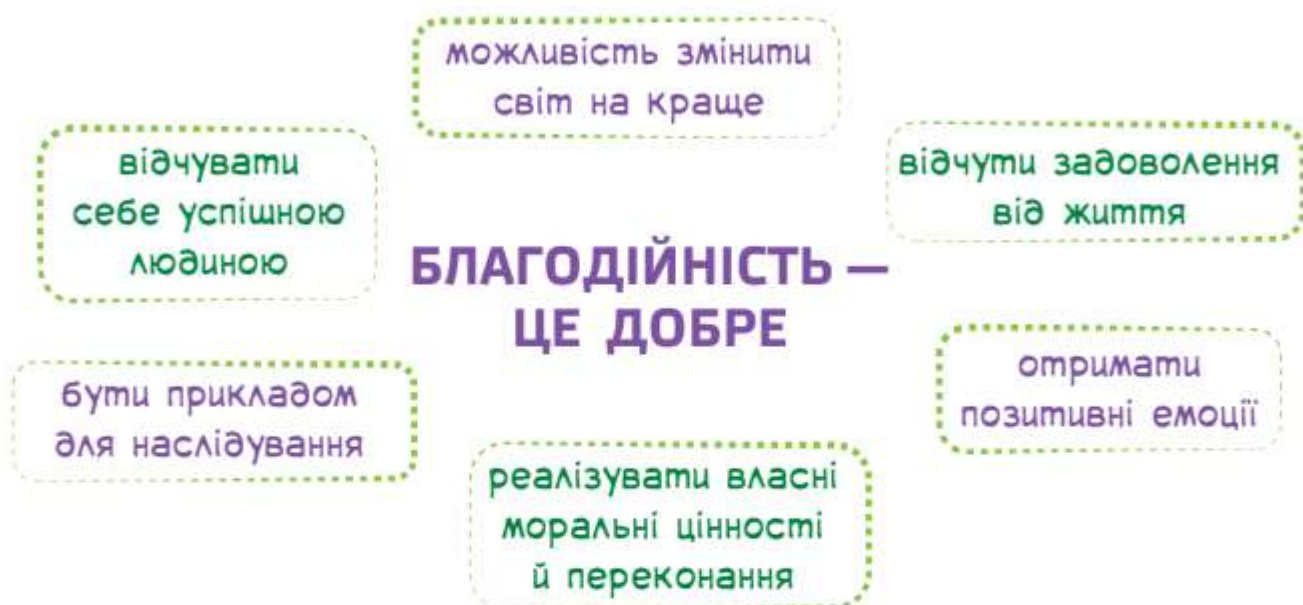 можливість змінити
світ на краще
відчувати
себе успішною
людиною
відчути задоволення
від життя
БЛАГОДІЙНІСТЬ —
ЦЕ ДОБРЕ
бути прикладом
для наслідування
отримати
позитивні емоції
реалізувати власні
моральні цінності
й переконання